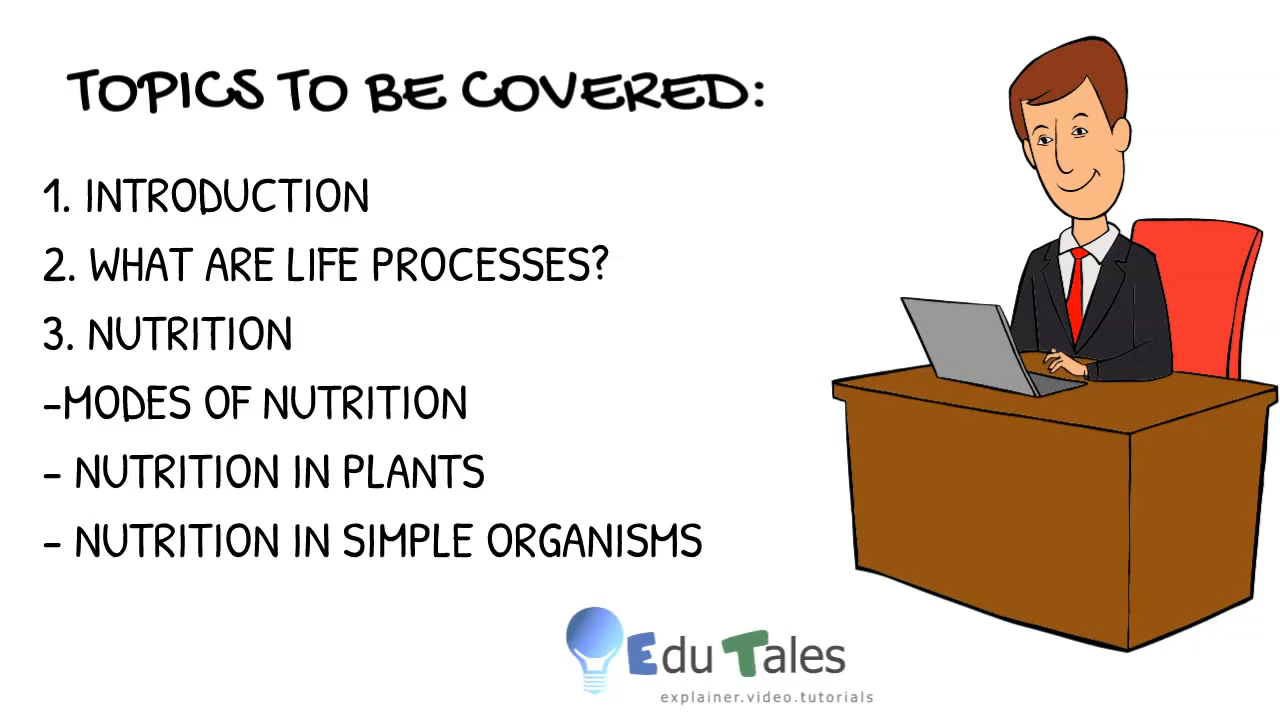 TOPICS TO BE COVERED:
1. INTRODUCTION
2. WHAT ARE LIFE PROCESSES?
3. NUTRITION
-MODES OF NUTRITION
- NUTRITION IN PLANTS
- NUTRITION IN SIMPLE ORGANISMS
Edu Tales
explainer.video.tutorials